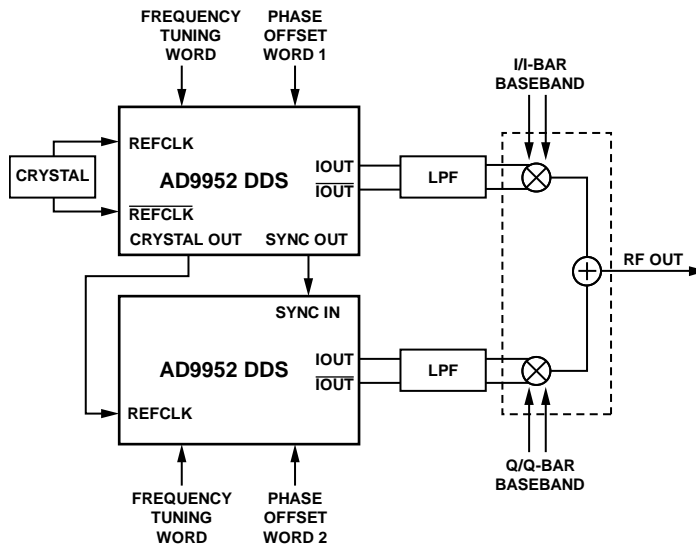 FREQUENCY
TUNING
WORD
PHASE
OFFSET
WORD 1
I/I-BAR
BASEBAND
CRYSTAL
REFCLK
AD9952 DDS
REFCLK
IOUT
IOUT
LPF
CRYSTAL OUT
SYNC OUT
RF OUT
SYNC IN
AD9952 DDS
REFCLK
IOUT
IOUT
LPF
FREQUENCY
TUNING
WORD
PHASE
OFFSET
WORD 2
Q/Q-BAR
BASEBAND